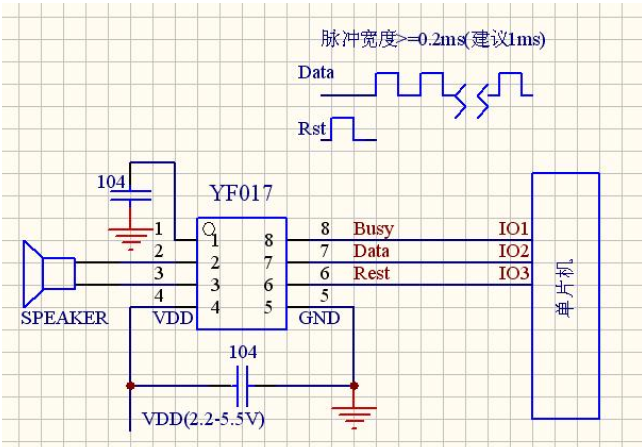 脉冲宽度>=0.2ms(建议1ms)
Data
Rst
104
YF017
1 1 8 8 Busy IO1
2 2 7 7 Data IO2
3 3 6 6 Rest IO3
4 4 5 5
SPEAKER VDD GND
单片机
104
VDD(2.2-5.5V)